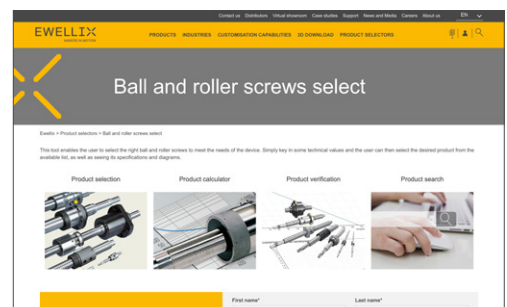 Contact us Distributors Virtual showroom Case studies Support News and Media Careers About us EN
EWELLIX
MAKERS IN MOTION
PRODUCTS INDUSTRIES CUSTOMISATION CAPABILITIES 3D DOWNLOAD PRODUCT SELECTORS
Ball and roller screws select
Ewellix > Product selectors > Ball and roller screws select
This tool enables the user to select the right ball and roller screws to meet the needs of the device. Simply key in some technical values and the user can then select the desired product from the
available list, as well as seeing its specifications and diagrams.
Product selection Product calculator Product verification Product search
First name* Last name*